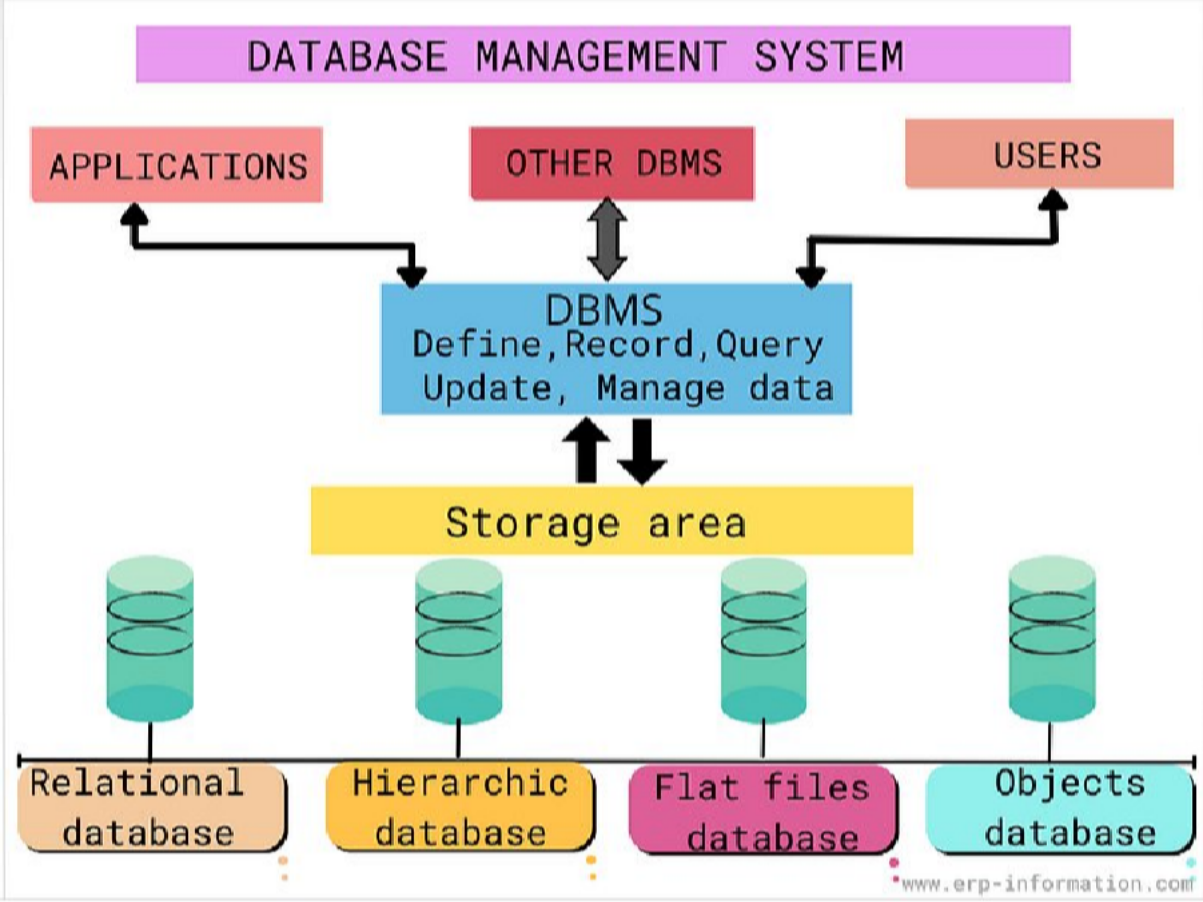 DATABASE MANAGEMENT SYSTEM
APPLICATIONS
OTHER DBMS
USERS
DBMS
Define,Record,Query
Update, Manage data
Storage area
Relational
database
Hierarchic
database
Flat files
database
Objects
database
www.erp-information.com